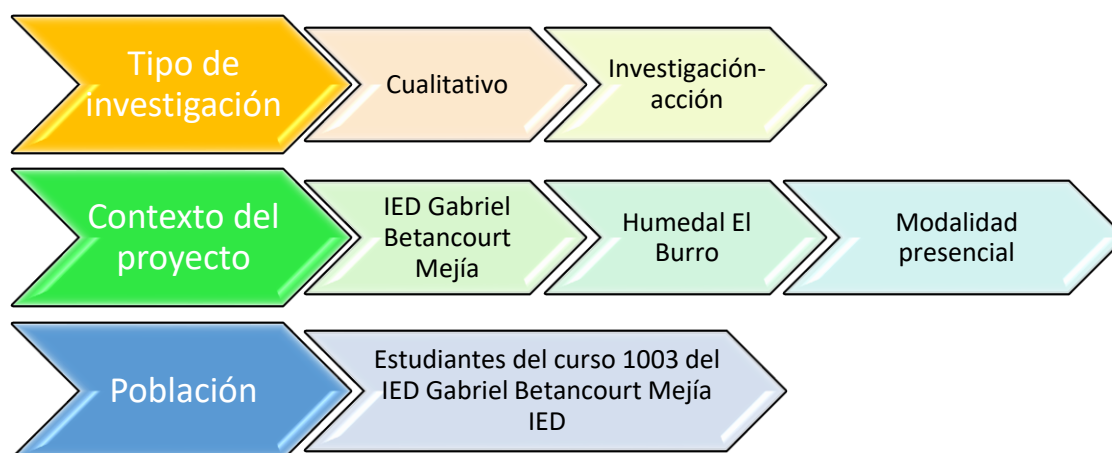 Tipo de
investigación
Cualitativo
Investigación-
acción
Contexto del
proyecto
IED Gabriel
Betancourt
Mejía
Humedal El
Burro
Modalidad
presencial
Población
Estudiantes del curso 1003 del
IED Gabriel Betancourt Mejía
IED